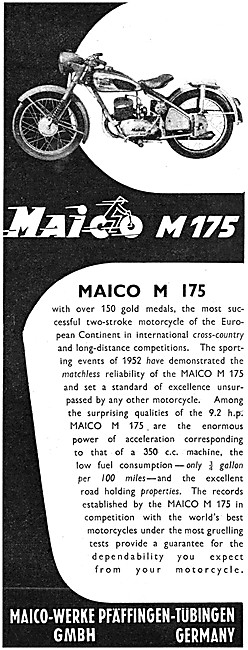 Maico M 175
MAICO M 175
with over 150 gold medals, the most suc-
cessful two-stroke motorcycle of the Euro-
pean Continent in international cross-country
and long-distance competitions. The sport-
ing events of 1952 have demonstrated the
matchless reliability of the MAICO M 175
and set a standard of excellence unsur-
passed by any other motorcycle. Among
the surprising qualities of the 9.2 h.p.
MAICO M 175 are the enormous
power of acceleration corresponding
to that of a 350 c.c. machine, the
low fuel consumption—only ¾ gallon
per 100 miles—and the excellent
road holding properties. The records
established by the MAICO M 175 in
competition with the world's best
motorcycles under the most gruelling
tests provide a guarantee for the
dependability you expect
from your motorcycle.
MAICO-WERKE PFÄFFINGEN-TÜBINGEN
GMBH GERMANY